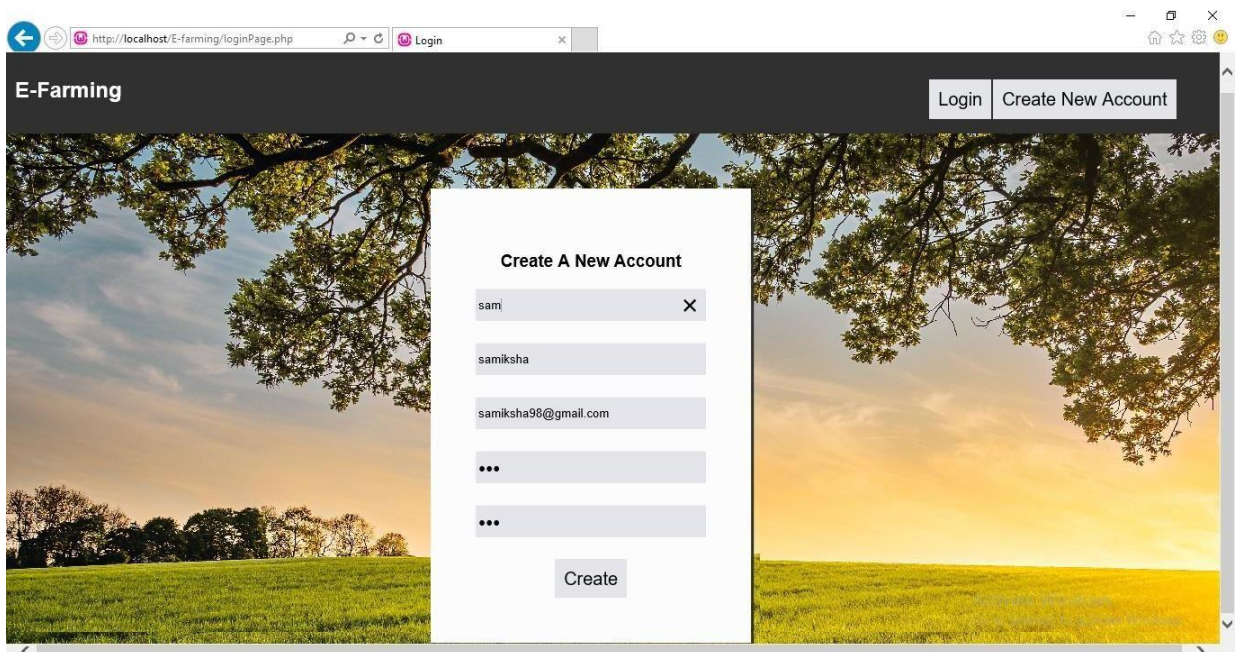 http://localhost/E-farming/loginPage.php
Login
E-Farming
Login
Create New Account
Create A New Account
sam
samiksha
samiksha98@gmail.com
•••
•••
Create